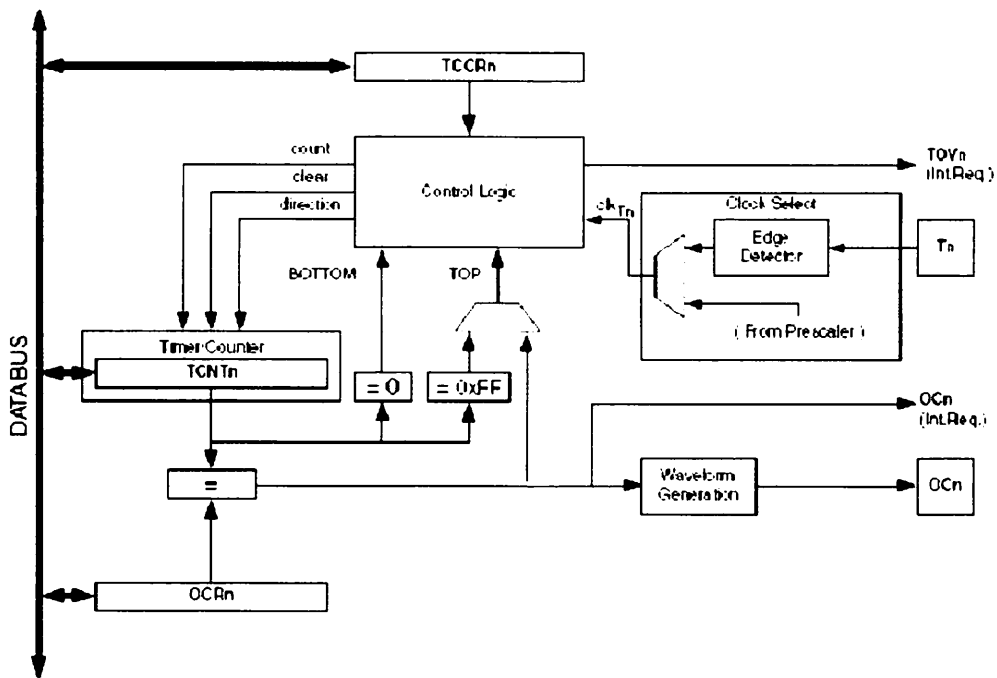 TCCRn
count
clear
direction
Control Logic
TOVn
(Int.Req.)
clkTn
Clock Select
Edge
Detector
Tn
( From Prescaler )
BOTTOM
TOP
Timer/Counter
TCNTn
= 0
= 0xFF
OCn
(Int.Req.)
=
Waveform
Generation
OCn
OCRn
DATABUS